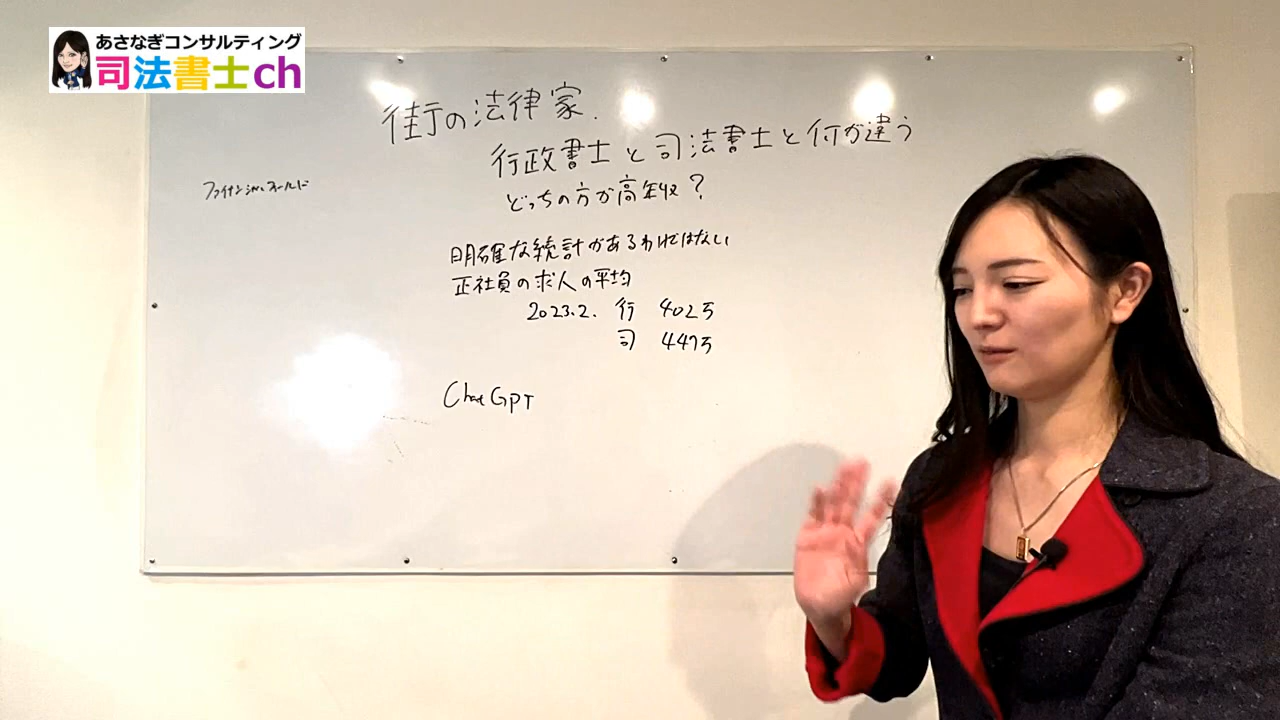 あさなぎコンサルティング
司法書士ch
街の法律家.
行政書士と司法書士と何が違う
どっちの方が高年収?
ファイナンシャルフィールド
明確な統計があるわけではない
正社員の求人の平均
2023.2. 行 402万
司 447万
ChatGPT